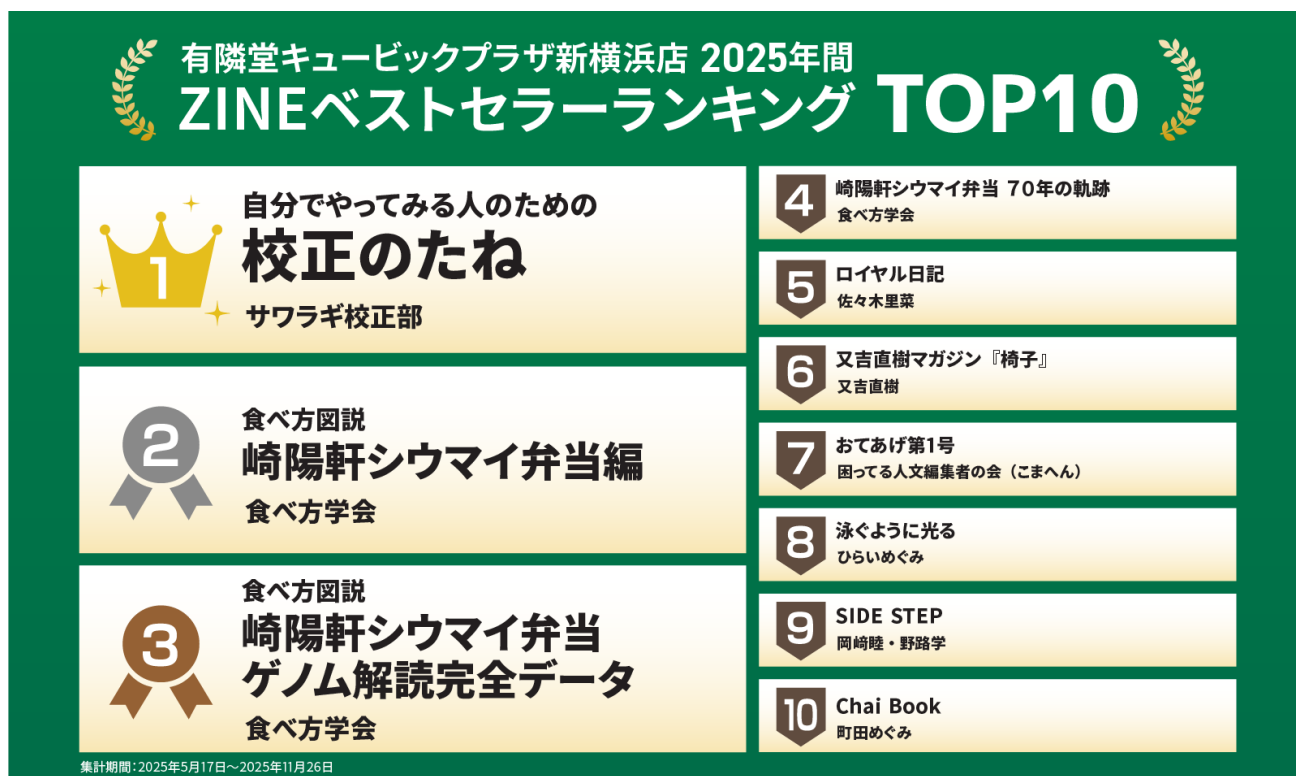 有隣堂キュービックプラザ新横浜店 2025年間
ZINEベストセラーランキング TOP10
1
自分でやってみる人のための
校正のたね
サワラギ校正部
2
食べ方図説
崎陽軒シウマイ弁当編
食べ方学会
3
食べ方図説
崎陽軒シウマイ弁当
ゲノム解読完全データ
食べ方学会
4
崎陽軒シウマイ弁当 70年の軌跡
食べ方学会
5
ロイヤル日記
佐々木里菜
6
又吉直樹マガジン『椅子』
又吉直樹
7
おてあげ第1号
困ってる人文編集者の会（こまへん）
8
泳ぐように光る
ひらいめぐみ
9
SIDE STEP
岡﨑睦・野路学
10
Chai Book
町田めぐみ
集計期間：2025年5月17日～2025年11月26日